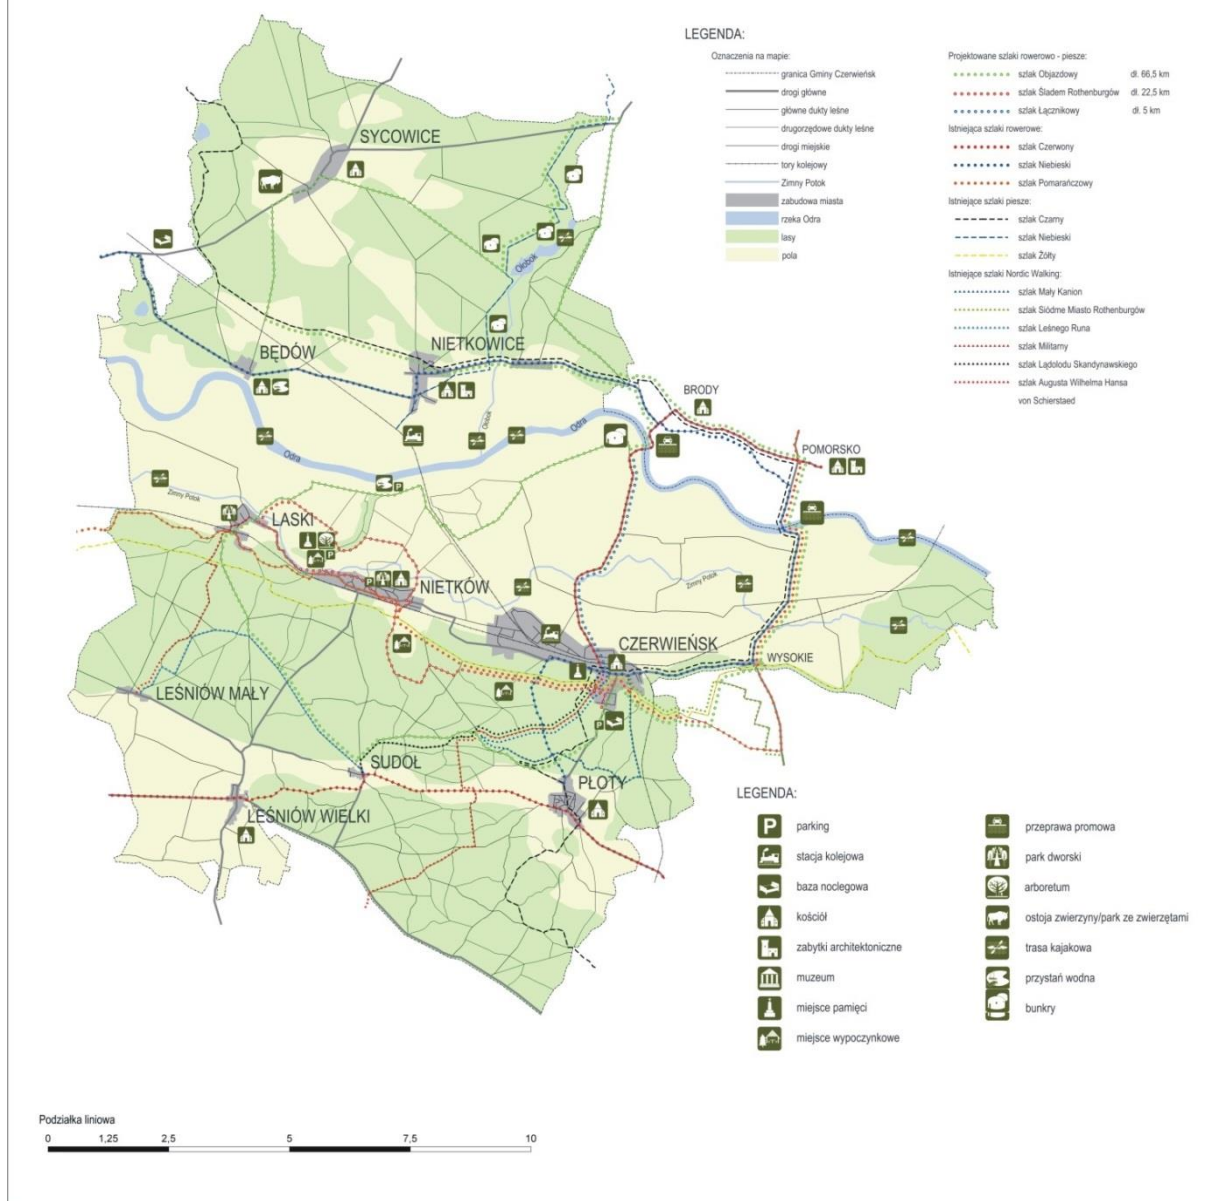 LEGENDA:
Oznaczenia na mapie:
granica Gminy Czerwieńsk
drogi główne
główne dukty leśne
drugorzędowe dukty leśne
drogi miejskie
tory kolejowy
Zimny Potok
zabudowa miasta
rzeka Odra
lasy
pola
Projektowane szlaki rowerowo - piesze:
szlak Objazdowy dł. 66,5 km
szlak Śladem Rothenburgów dł. 22,5 km
szlak Łącznikowy dł. 5 km
Istniejąca szlaki rowerowe:
szlak Czerwony
szlak Niebieski
szlak Pomarańczowy
Istniejące szlaki piesze:
szlak Czarny
szlak Niebieski
szlak Żółty
Istniejące szlaki Nordic Walking:
szlak Mały Kanion
szlak Siódme Miasto Rothenburgów
szlak Leśnego Runa
szlak Militarny
szlak Lądolodu Skandynawskiego
szlak Augusta Wilhelma Hansa
von Schierstaed
SYCOWICE
Ołobok
NIETKOWICE
BĘDÓW
BRODY
Ołobok
Odra
Odra
POMORSKO
P
Zimny Potok
LASKI
P
P
NIETKÓW
Zimny Potok
CZERWIEŃSK
WYSOKIE
LEŚNIÓW MAŁY
P
SUDOŁ
PŁOTY
LEŚNIÓW WIELKI
LEGENDA:
P parking
stacja kolejowa
baza noclegowa
kościół
zabytki architektoniczne
muzeum
miejsce pamięci
miejsce wypoczynkowe
przeprawa promowa
park dworski
arboretum
ostoja zwierzyny/park ze zwierzętami
trasa kajakowa
przystań wodna
bunkry
Podziałka liniowa
0 1,25 2,5 5 7,5 10